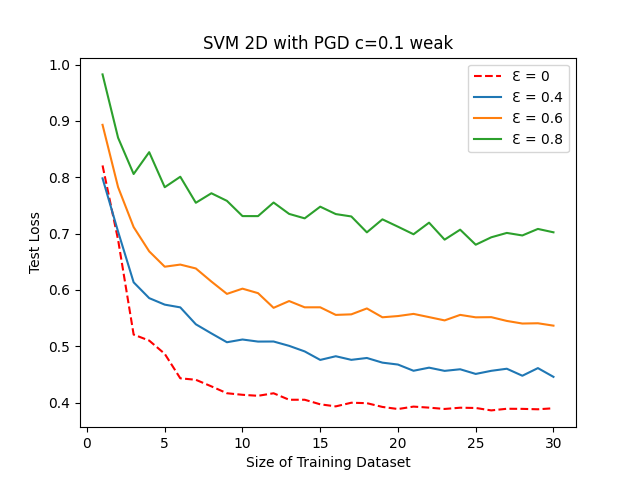 SVM 2D with PGD c=0.1 weak
Ɛ = 0
Ɛ = 0.4
Ɛ = 0.6
Ɛ = 0.8
1.0
0.9
0.8
0.7
0.6
0.5
0.4
Test Loss
0 5 10 15 20 25 30
Size of Training Dataset